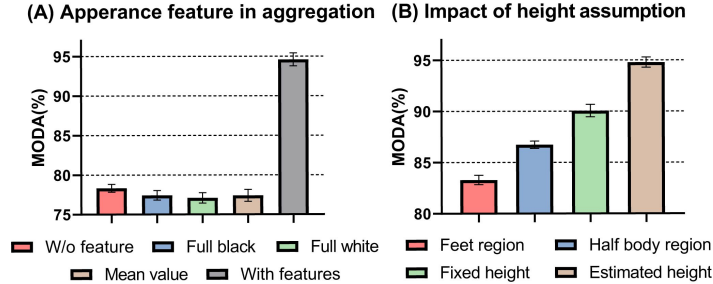 (A) Apperance feature in aggregation
MODA(%)
95
90
85
80
75
W/o feature
Full black
Full white
Mean value
With features
(B) Impact of height assumption
MODA(%)
95
90
85
80
Feet region
Half body region
Fixed height
Estimated height